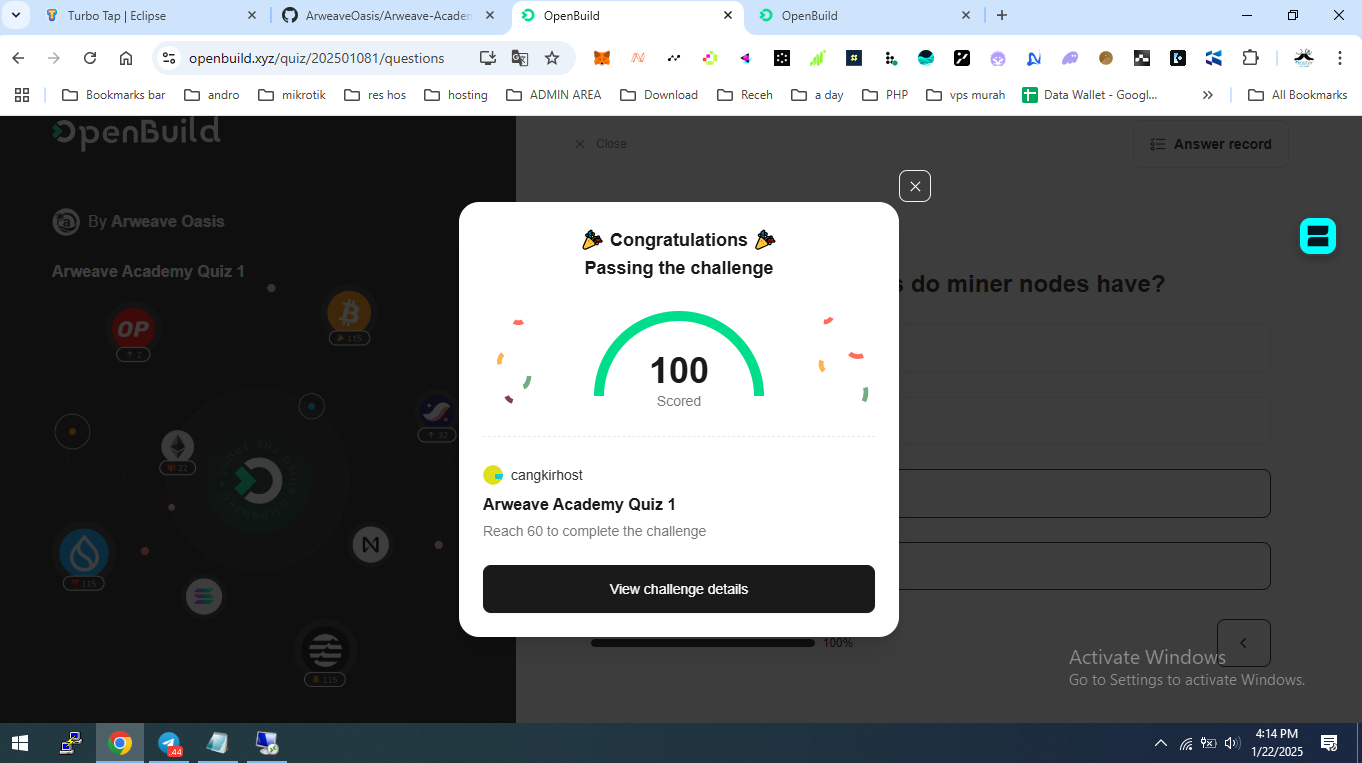 Turbo Tap | Eclipse
ArweaveOasis/Arweave-Academ
OpenBuild
OpenBuild
openbuild.xyz/quiz/202501081/questions
Bookmarks bar
andro
mikrotik
res hos
hosting
ADMIN AREA
Download
Receh
a day
PHP
vps murah
Data Wallet - Googl...
All Bookmarks
OpenBuild
Close
Answer record
By Arweave Oasis
Arweave Academy Quiz 1
do miner nodes have?
OP
2
115
32
22
115
115
Congratulations
Passing the challenge
100
Scored
cangkirhost
Arweave Academy Quiz 1
Reach 60 to complete the challenge
View challenge details
100%
Activate Windows
Go to Settings to activate Windows.
.44
4:14 PM
1/22/2025